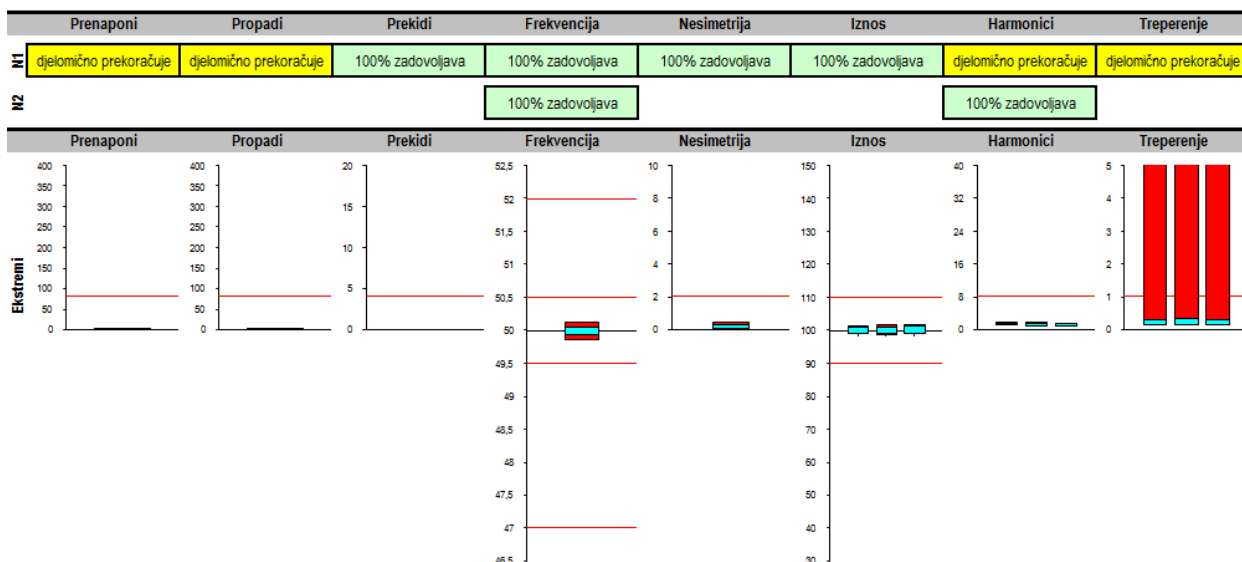 Prenaponi Propadi Prekidi Frekvencija Nesimetrija Iznos Harmonici Treperenje
N1 djelomično prekoračuje djelomično prekoračuje 100% zadovoljava 100% zadovoljava 100% zadovoljava 100% zadovoljava djelomično prekoračuje djelomično prekoračuje
N2 100% zadovoljava 100% zadovoljava
Prenaponi Propadi Prekidi Frekvencija Nesimetrija Iznos Harmonici Treperenje
400 400 20 52,5 10 150 40 5
350 350
52 8 140 32 4
300 300 15
250 250 51,5 6 130 24 3
200 200 10
150 150 51 4 120 16 2
100 100 5 50,5 2 110 8 1
50 50
0 0 0 50 0 100 0 0
Ekstremi
49,5 90
49 80
48,5 70
48 60
47,5 50
47 40
46,5 30